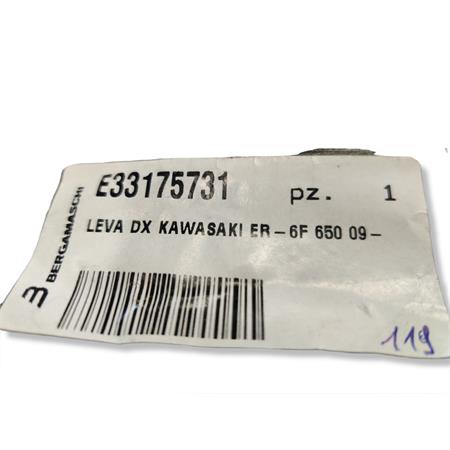 E33175731 pz. 1
LEVA DX KAWASAKI ER-6F 650 09-
BERGAMASCHI
119